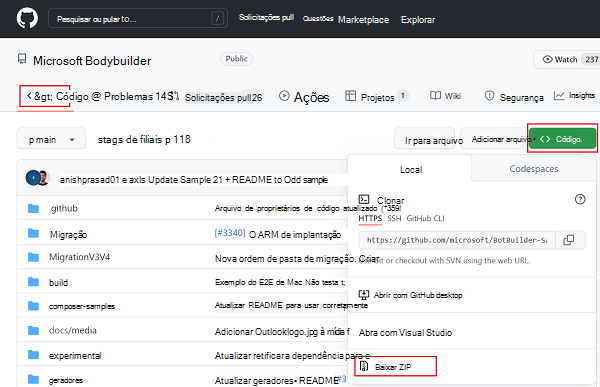 Pesquisar ou pular to... / Solicitações pull Questões Marketplace Explorar
Microsoft Bodybuilder Public Watch
< &gt; Código @ Problemas 143 Solicitações pull 26 Ações Projetos 1 Wiki Segurança Insights
p main stags de filiais p 118 Ir para arquivo Adicionar arquivo • <> Código.
anishprasad01 e axls Update Sample 21 + README to Odd sample
Local Codespaces
.github Arquivo de proprietários de código atualizado (*359!
Clonar
HTTPS SSH GitHub CLI
Migração [#3340] O ARM de implantação
https://github.com/microsoft/BotBuilder-Sa
MigrationV3V4 Nova ordem de pasta de migração. Criar
or checkout with SVN using the web URL.
build Exemplo do E2E de Mac Não testa t;
Abrir com GitHub desktop
composer-samples Atualizar README para usar corretamente
docs/media Adicionar Outlooklogo.jpg à mída f
Abra com Visual Studio
experimental Atualizar retificara dependência para e
Baixar ZIP
geradores Atualizar geradores• README